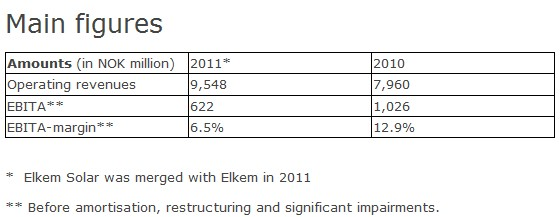 Main figures
Amounts (in NOK million) 2011* 2010
Operating revenues 9,548 7,960
EBITA** 622 1,026
EBITA-margin** 6.5% 12.9%
* Elkem Solar was merged with Elkem in 2011
** Before amortisation, restructuring and significant impairments.